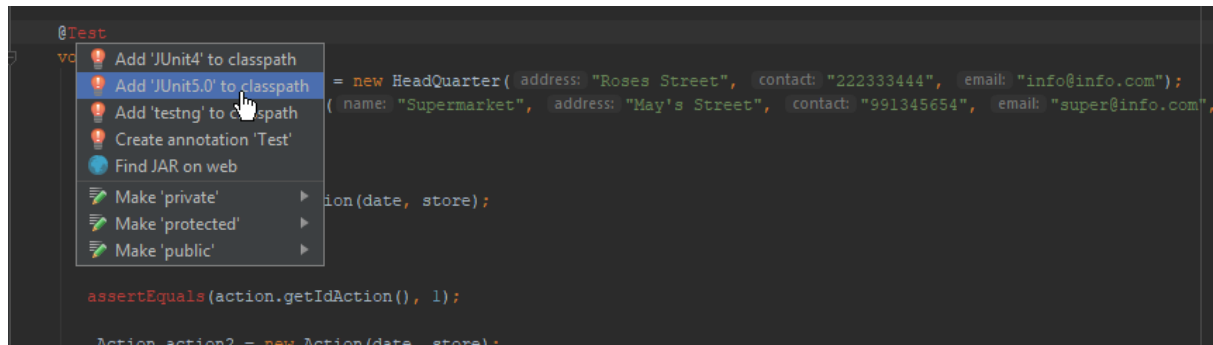 @Test
vo
Add 'JUnit4' to classpath
Add 'JUnit5.0' to classpath = new HeadQuarter( address: "Roses Street", contact: "222333444", email: "info@info.com");
Add 'testng' to classpath ( name: "Supermarket", address: "May's Street", contact: "991345654", email: "super@info.com",
Create annotation 'Test'
Find JAR on web
Make 'private' ion(date, store);
Make 'protected'
Make 'public'
assertEquals(action.getIdAction(), 1);
Action action2 = new Action(date, store);